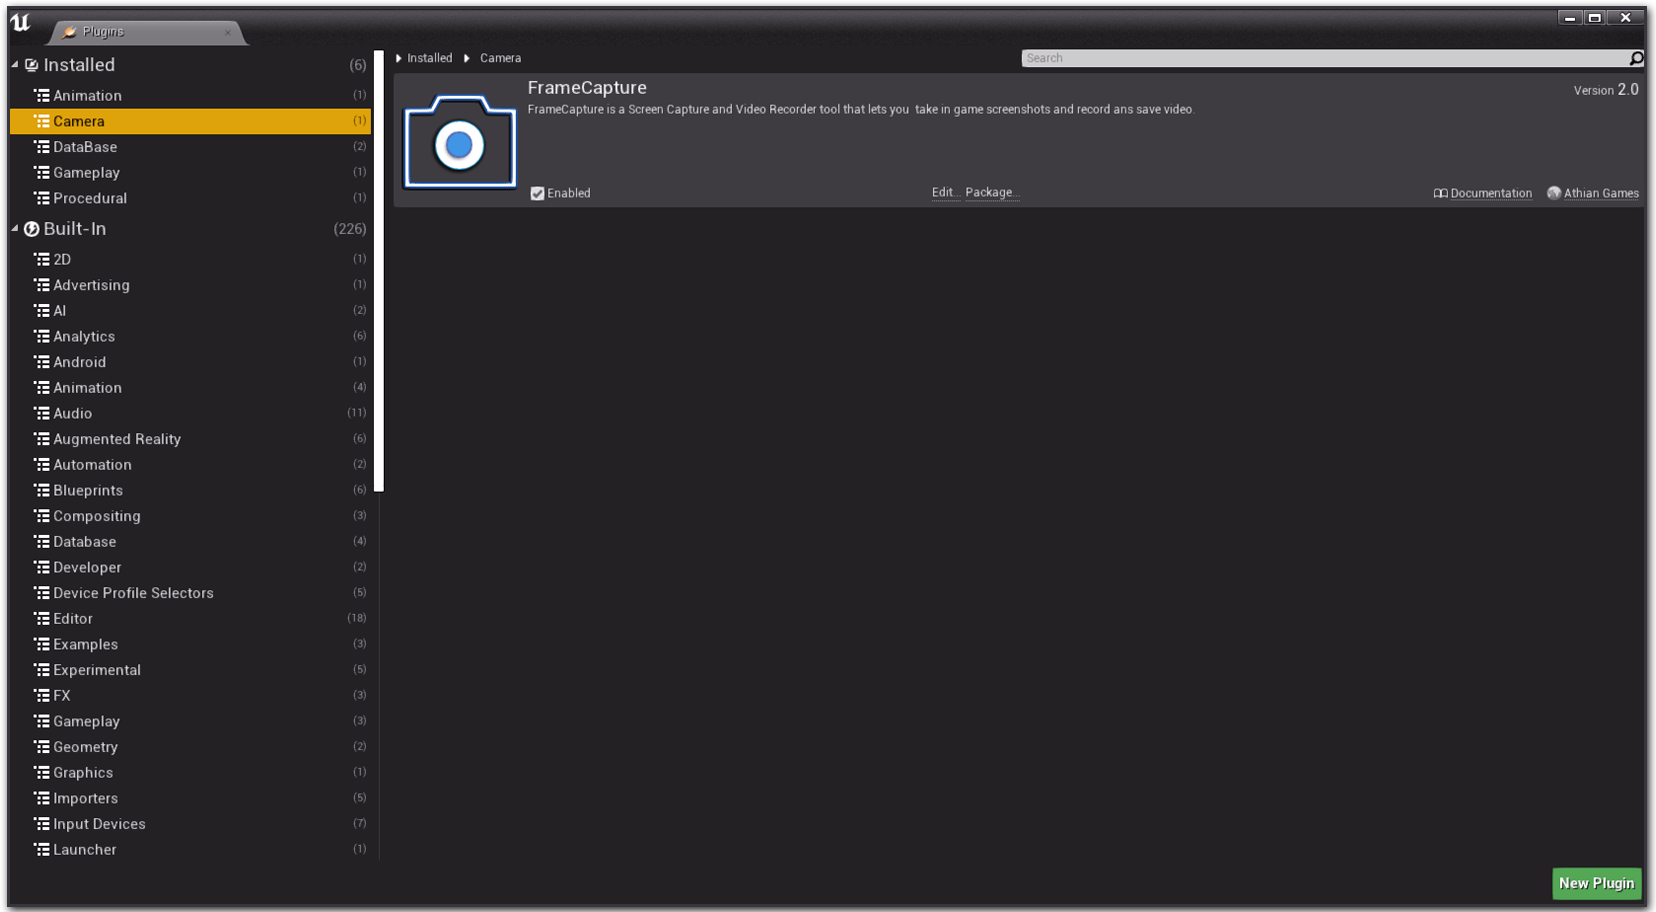 Plugins
Installed (6)
Animation (1)
Camera (1)
DataBase (2)
Gameplay (1)
Procedural (1)
Built-In (226)
2D (1)
Advertising (1)
AI (2)
Analytics (6)
Android (1)
Animation (4)
Audio (11)
Augmented Reality (6)
Automation (2)
Blueprints (6)
Compositing (3)
Database (4)
Developer (2)
Device Profile Selectors (5)
Editor (18)
Examples (3)
Experimental (5)
FX (3)
Gameplay (3)
Geometry (2)
Graphics (1)
Importers (5)
Input Devices (7)
Launcher (1)
Installed Camera
Search
FrameCapture
Version 2.0
FrameCapture is a Screen Capture and Video Recorder tool that lets you take in game screenshots and record ans save video.
Enabled
Edit... Package...
Documentation Athian Games
New Plugin